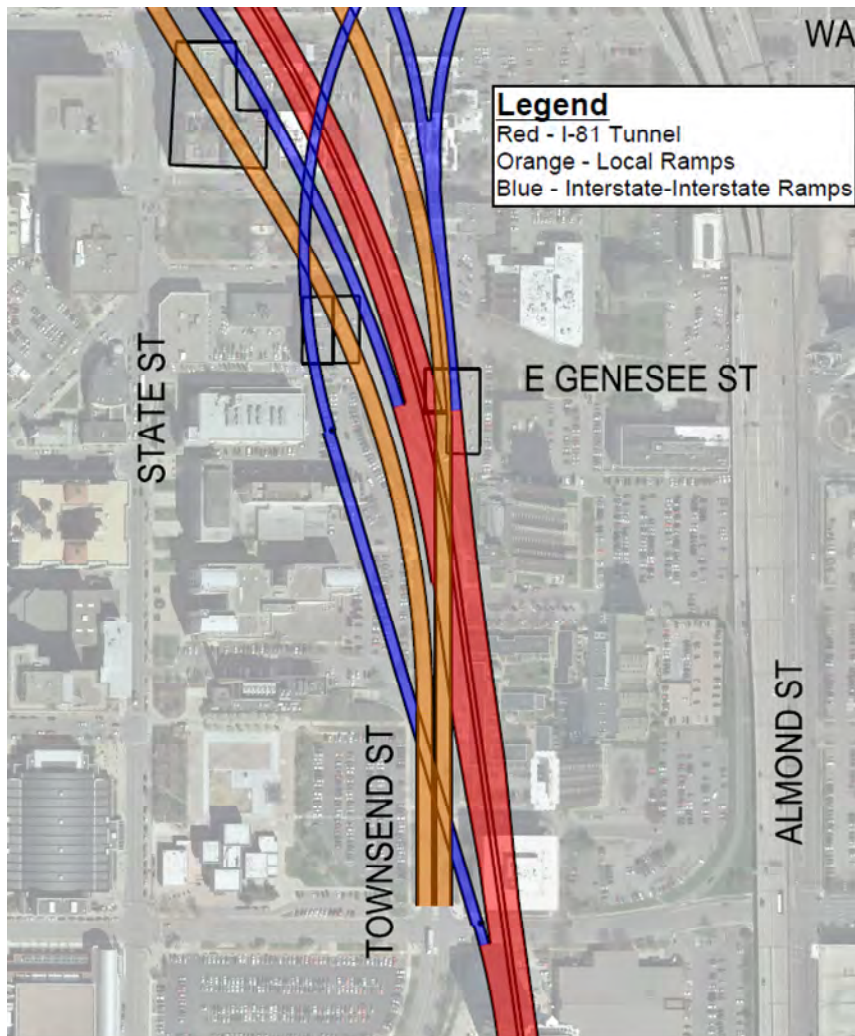 WA
Legend
Red - I-81 Tunnel
Orange - Local Ramps
Blue - Interstate-Interstate Ramps
E GENESEE ST
STATE ST
TOWNSEND ST
ALMOND ST